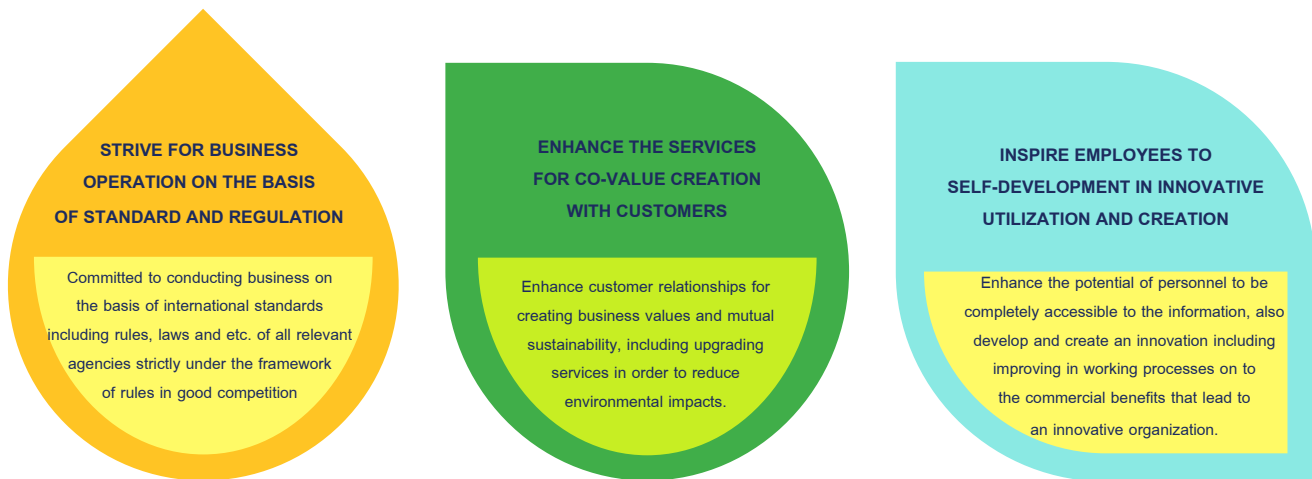 STRIVE FOR BUSINESS
OPERATION ON THE BASIS
OF STANDARD AND REGULATION
Committed to conducting business on
the basis of international standards
including rules, laws and etc. of all relevant
agencies strictly under the framework
of rules in good competition
ENHANCE THE SERVICES
FOR CO-VALUE CREATION
WITH CUSTOMERS
Enhance customer relationships for
creating business values and mutual
sustainability, including upgrading
services in order to reduce
environmental impacts.
INSPIRE EMPLOYEES TO
SELF-DEVELOPMENT IN INNOVATIVE
UTILIZATION AND CREATION
Enhance the potential of personnel to be
completely accessible to the information, also
develop and create an innovation including
improving in working processes on to
the commercial benefits that lead to
an innovative organization.